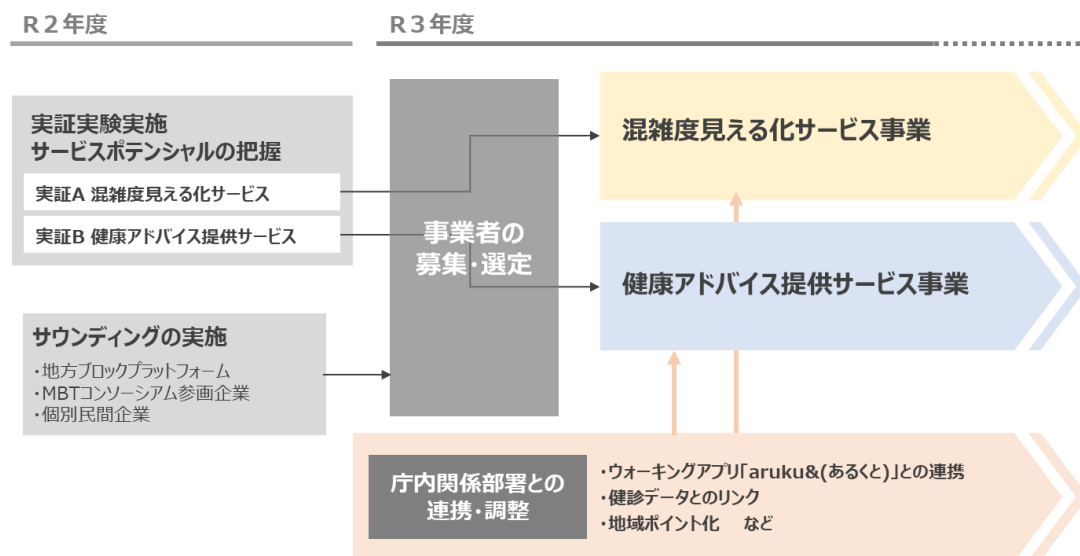 R2年度
R3年度
実証実験実施
サービスポテンシャルの把握
実証A 混雑度見える化サービス
実証B 健康アドバイス提供サービス
サウンディングの実施
・地方ブロックプラットフォーム
・MBTコンソーシアム参画企業
・個別民間企業
事業者の
募集・選定
混雑度見える化サービス事業
健康アドバイス提供サービス事業
庁内関係部署との
連携・調整
・ウォーキングアプリ「aruku&(あるくと)」との連携
・健診データとのリンク
・地域ポイント化 など